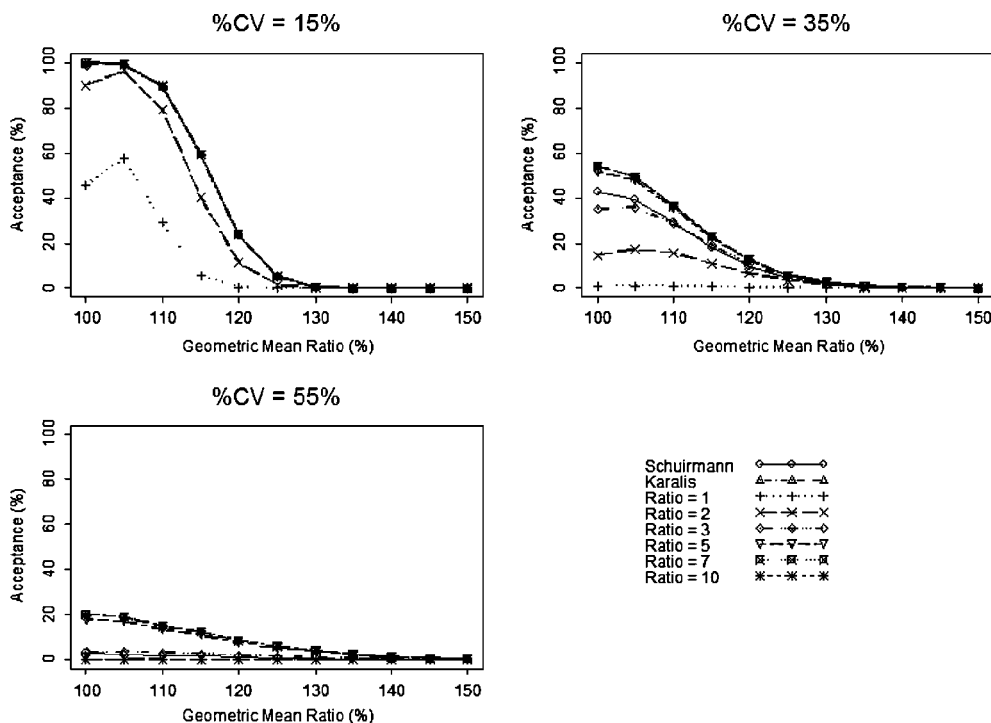 %CV = 15%
100
80
60
40
20
0
Acceptance (%)
100 110 120 130 140 150
Geometric Mean Ratio (%)
%CV = 35%
100
80
60
40
20
0
Acceptance (%)
100 110 120 130 140 150
Geometric Mean Ratio (%)
%CV = 55%
100
80
60
40
20
0
Acceptance (%)
100 110 120 130 140 150
Geometric Mean Ratio (%)
Schuirmann
Karalis
Ratio = 1
Ratio = 2
Ratio = 3
Ratio = 5
Ratio = 7
Ratio = 10